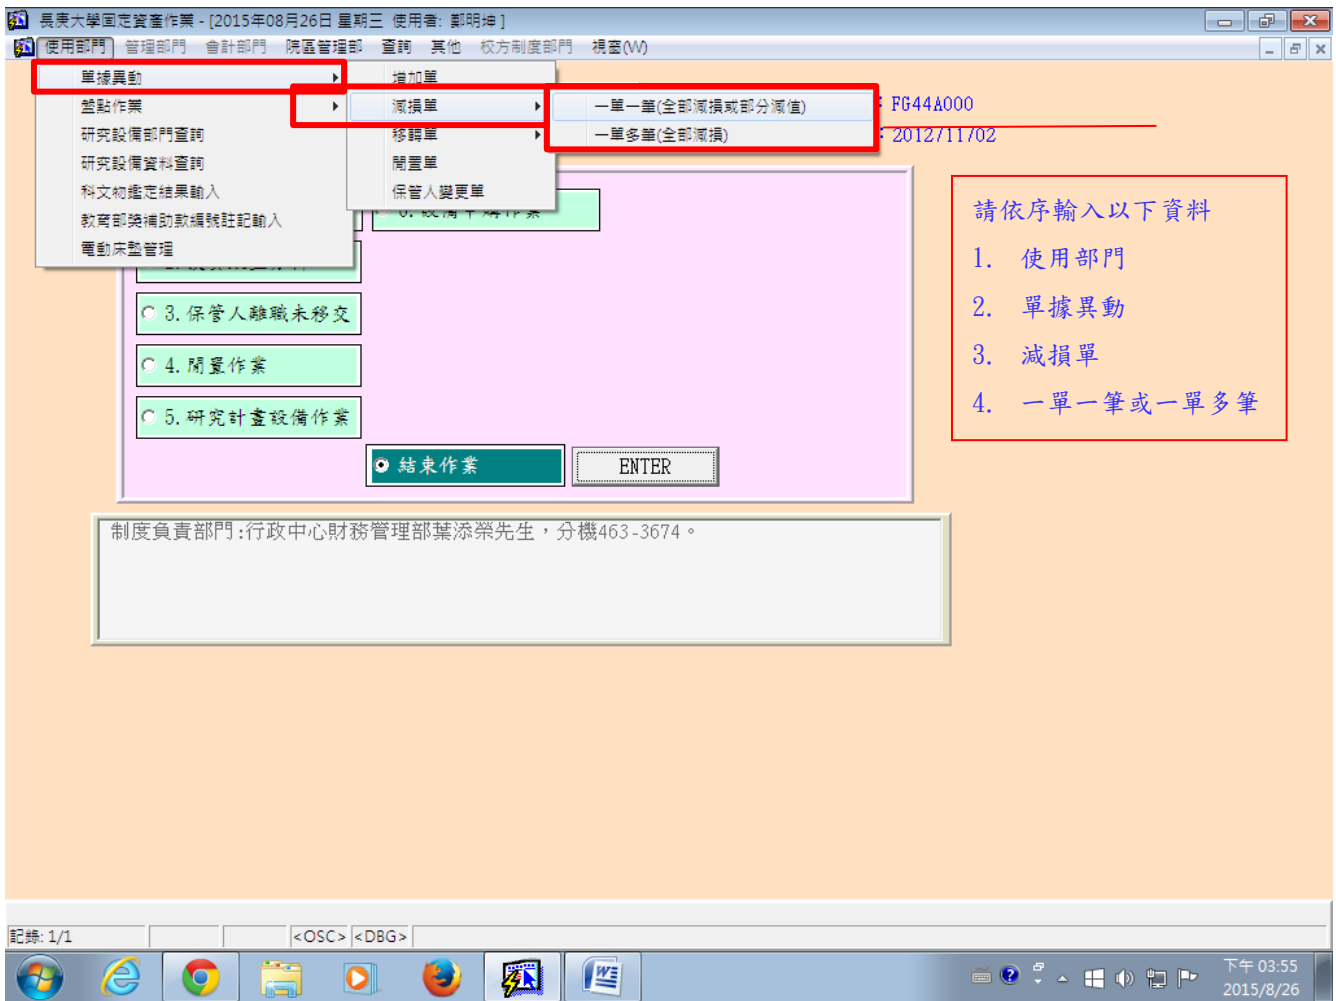 長庚大學固定資產作業 - [2015年08月26日 星期三 使用者: 鄭明坤 ]
使用部門 管理部門 會計部門 院區管理部 查詢 其他 校方制度部門 視窗(W)
單據異動
盤點作業
研究設備部門查詢
研究設備資料查詢
科文物鑑定結果輸入
教育部獎補助款編號註記輸入
電動床墊管理
增加單
減損單
移轉單
閒置單
保管人變更單
一單一筆(全部減損或部分減值)
一單多筆(全部減損)
: FG44A000
: 2012/11/02
3.保管人離職未移交
4.閒置作業
5.研究計畫設備作業
結束作業
ENTER
請依序輸入以下資料
1. 使用部門
2. 單據異動
3. 減損單
4. 一單一筆或一單多筆
制度負責部門:行政中心財務管理部葉添榮先生，分機463-3674。
記錄: 1/1
<OSC> <DBG>
下午 03:55
2015/8/26